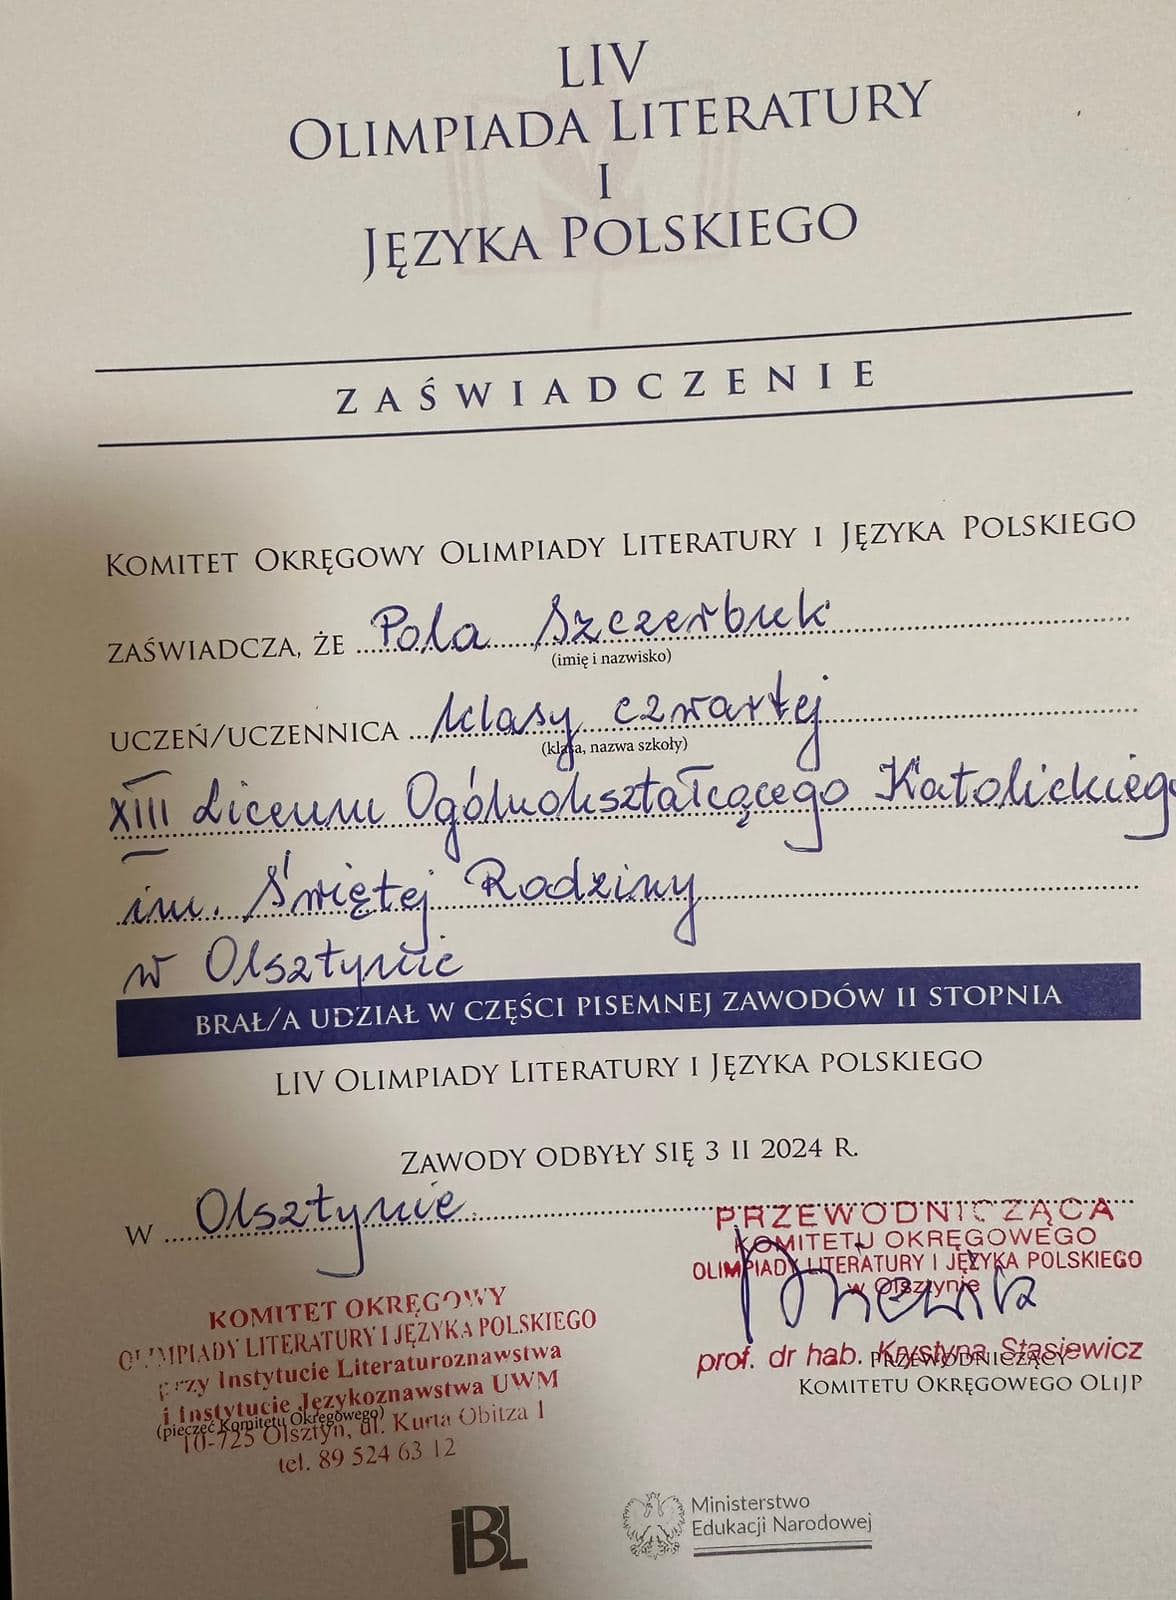 LIV
OLIMPIADA LITERATURY
I
JĘZYKA POLSKIEGO
ZAŚWIADCZENIE
KOMITET OKRĘGOWY OLIMPIADY LITERATURY I JĘZYKA POLSKIEGO
ZAŚWIADCZA, ŻE Pola Szczerbuk
(imię i nazwisko)
UCZEŃ/UCZENNICA klasy czwartej
(klasa, nazwa szkoły)
XIII Liceum Ogólnokształcącego Katolickiego
im. Świętej Rodziny
w Olsztynie
BRAŁ/A UDZIAŁ W CZĘŚCI PISEMNEJ ZAWODÓW II STOPNIA
LIV OLIMPIADY LITERATURY I JĘZYKA POLSKIEGO
ZAWODY ODBYŁY SIĘ 3 II 2024 R.
W Olsztynie
PRZEWODNICZĄCA
KOMITETU OKRĘGOWEGO
OLIMPIADY LITERATURY I JĘZYKA POLSKIEGO
w Olsztynie
prof. dr hab. Krystyna Stasiewicz
PRZEWODNICZĄCY
KOMITETU OKRĘGOWEGO OLIJP
KOMITET OKRĘGOWY
OLIMPIADY LITERATURY I JĘZYKA POLSKIEGO
przy Instytucie Literaturoznawstwa
i Instytucie Językoznawstwa UWM
(pieczęć Komitetu Okręgowego)
10-725 Olsztyn, ul. Kurta Obitza 1
tel. 89 524 63 12
IBL
Ministerstwo
Edukacji Narodowej